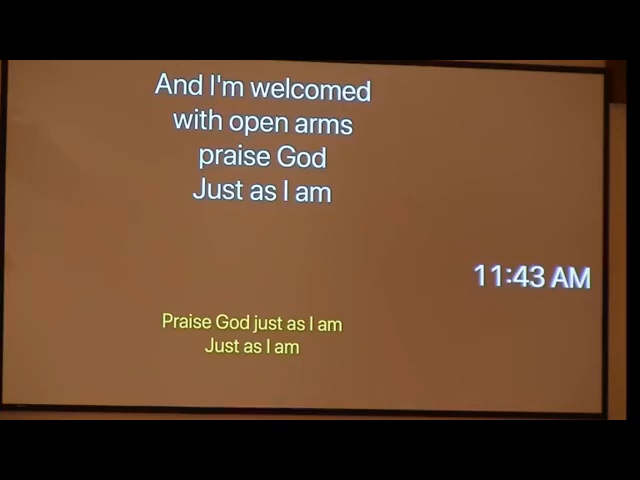 And I'm welcomed
with open arms
praise God
Just as I am
11:43 AM
Praise God just as I am
Just as I am